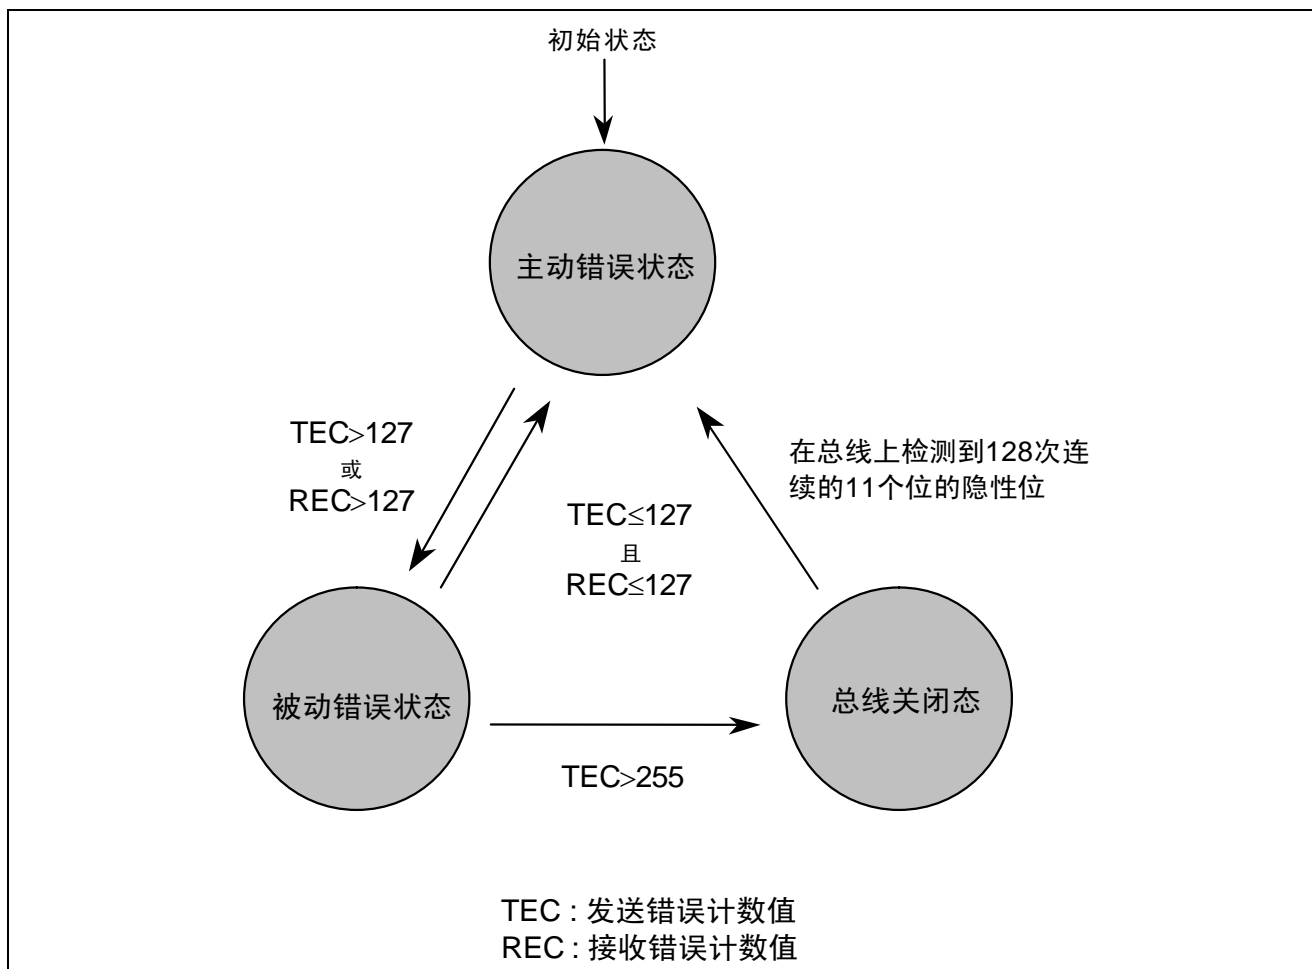 初始状态
主动错误状态
TEC>127
或
REC>127
TEC≤127
且
REC≤127
在总线上检测到128次连
续的11个位的隐性位
被动错误状态
总线关闭态
TEC>255
TEC : 发送错误计数值
REC : 接收错误计数值